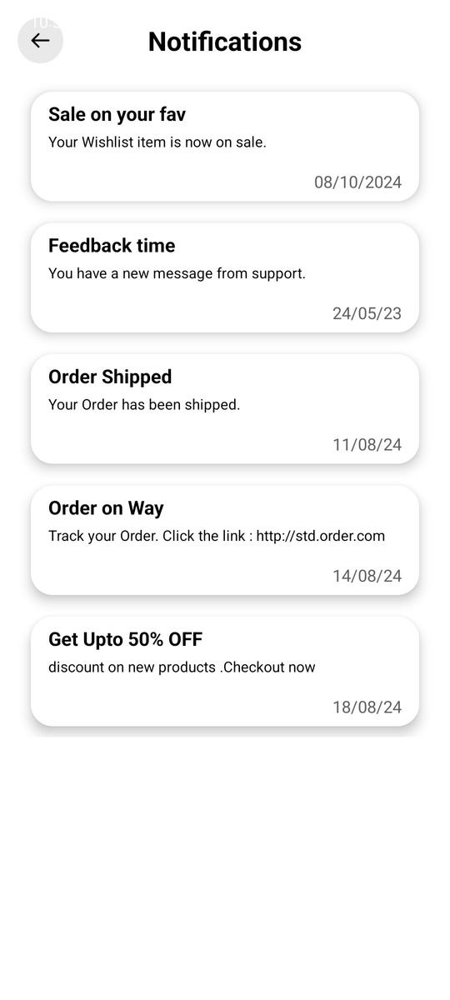 Notifications
Sale on your fav
Your Wishlist item is now on sale.
08/10/2024
Feedback time
You have a new message from support.
24/05/23
Order Shipped
Your Order has been shipped.
11/08/24
Order on Way
Track your Order. Click the link : http://std.order.com
14/08/24
Get Upto 50% OFF
discount on new products .Checkout now
18/08/24